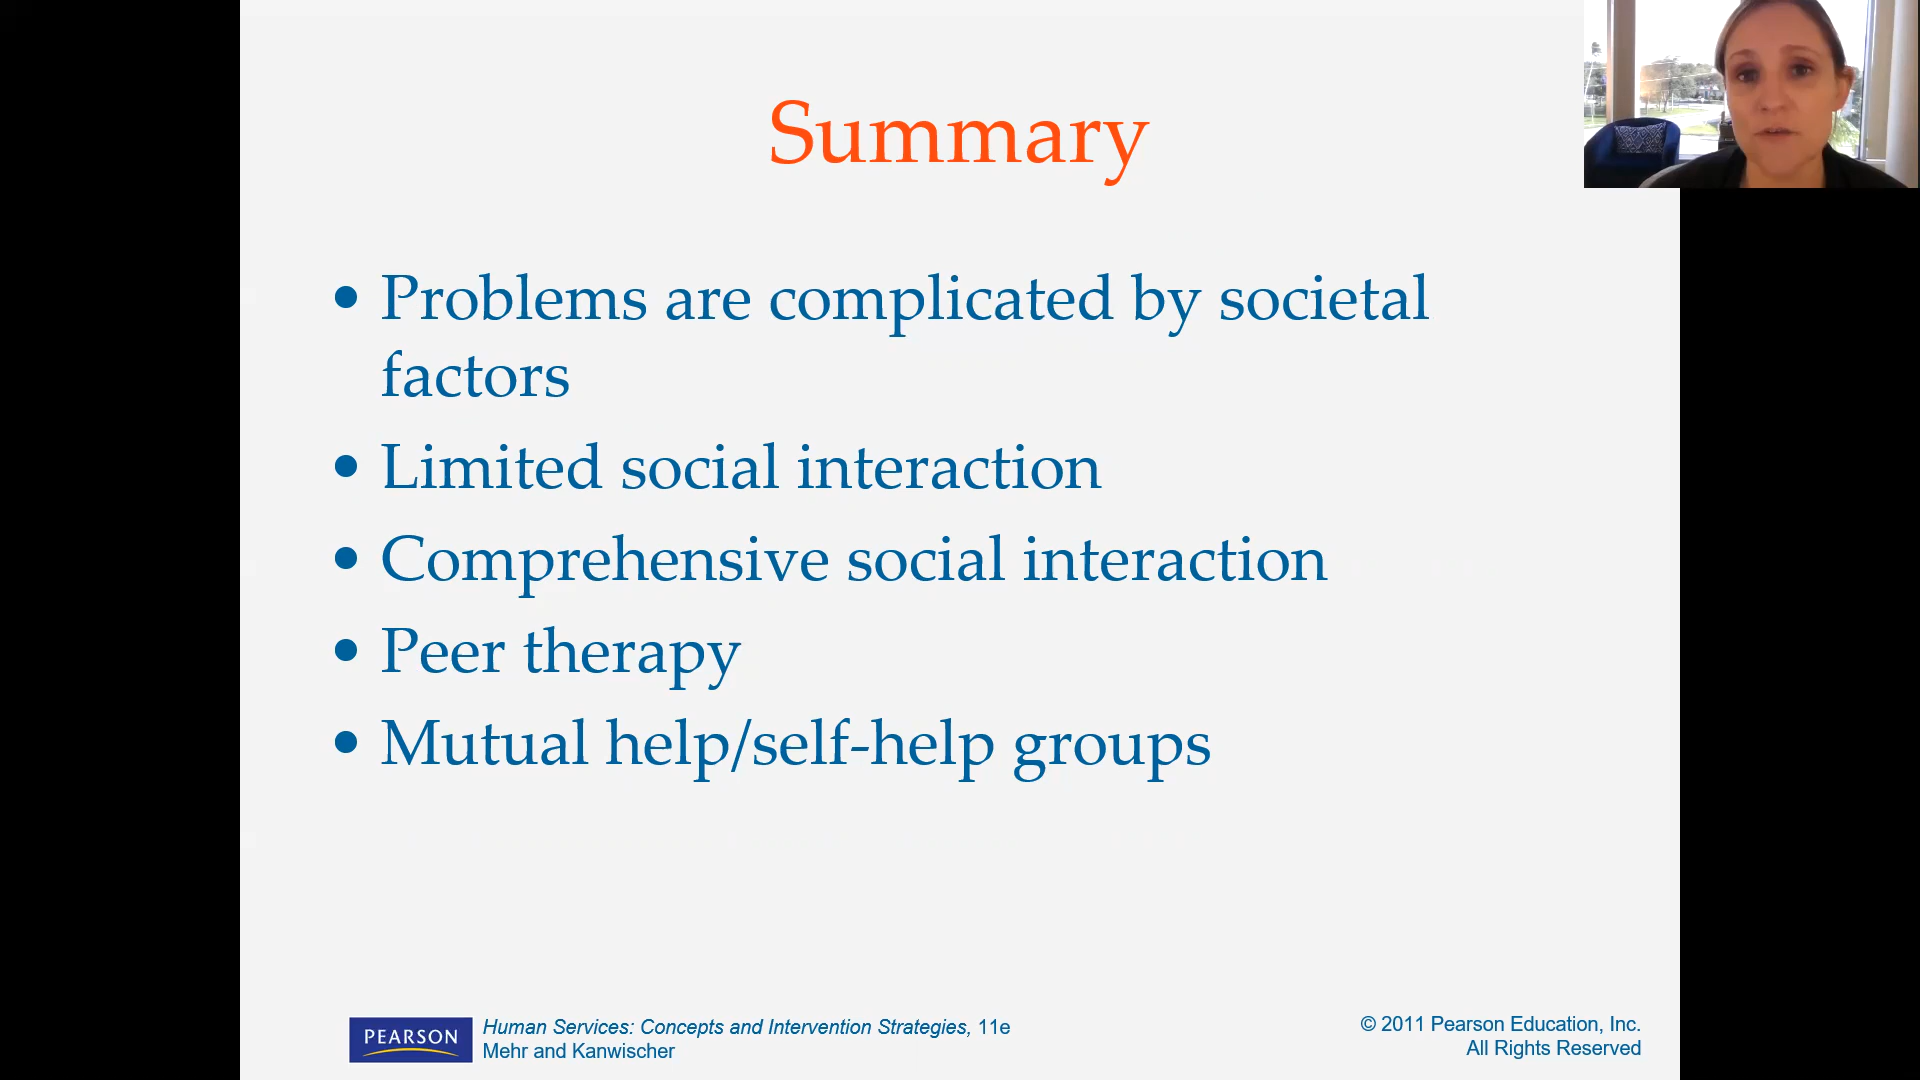 Summary
• Problems are complicated by societal
factors
• Limited social interaction
• Comprehensive social interaction
• Peer therapy
• Mutual help/self-help groups
PEARSON
Human Services: Concepts and Intervention Strategies, 11e
Mehr and Kanwischer
© 2011 Pearson Education, Inc.
All Rights Reserved